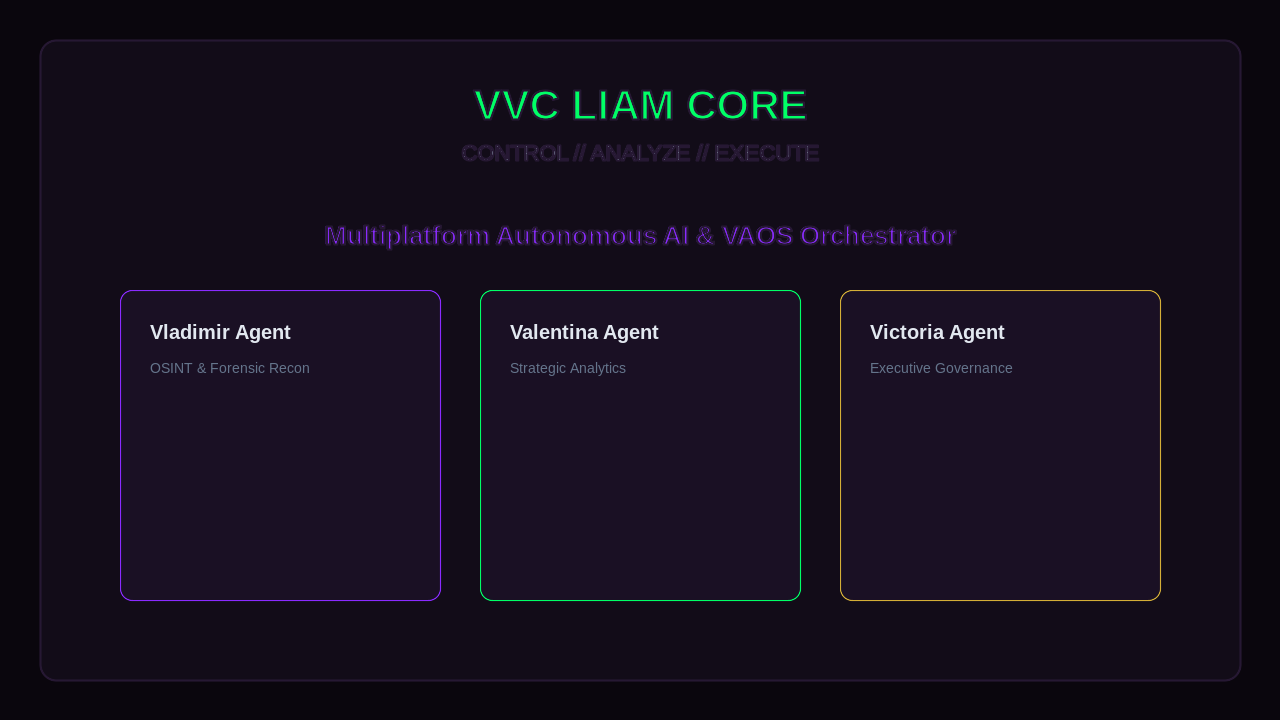 VVC LIAM CORE
CONTROL // ANALYZE // EXECUTE
Multiplatform Autonomous AI & VAOS Orchestrator
Vladimir Agent
OSINT & Forensic Recon
Valentina Agent
Strategic Analytics
Victoria Agent
Executive Governance